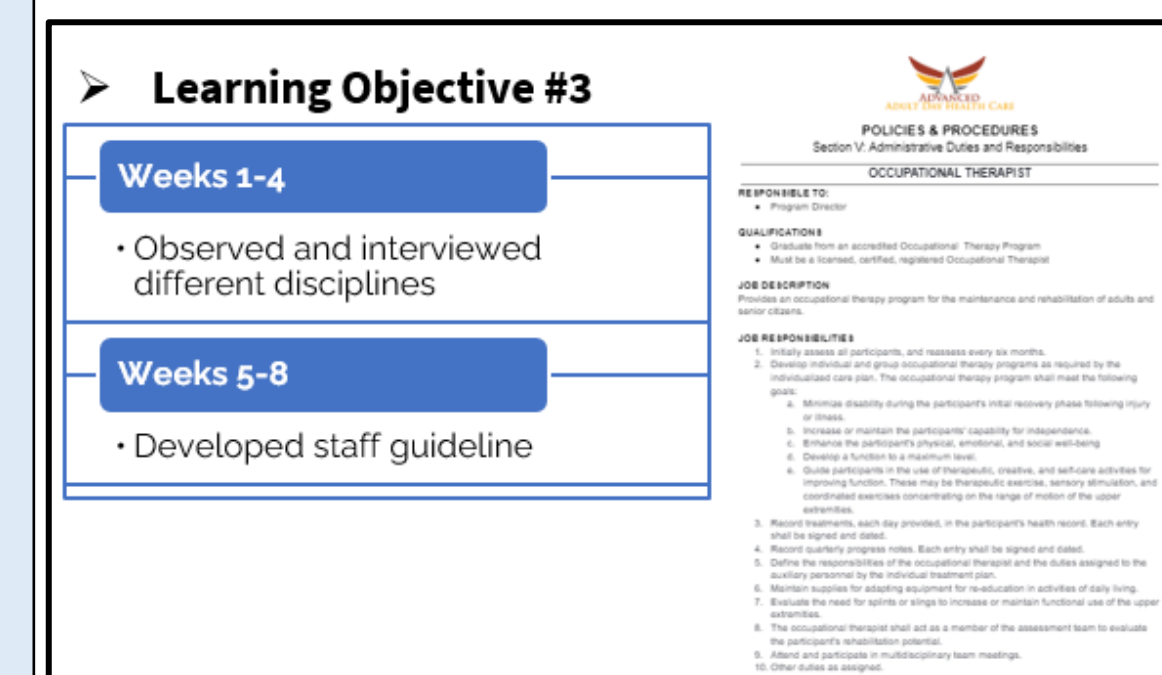 ➢ Learning Objective #3
Weeks 1-4
• Observed and interviewed
different disciplines
Weeks 5-8
• Developed staff guideline
ADVANCED
ADULT DAY HEALTH CARE
POLICIES & PROCEDURES
Section V: Administrative Duties and Responsibilities
OCCUPATIONAL THERAPIST
RESPONSIBLE TO:
• Program Director
QUALIFICATIONS
• Graduate from an accredited Occupational Therapy Program
• Must be a licensed, certified, registered Occupational Therapist
JOB DESCRIPTION
Provides an occupational therapy program for the maintenance and rehabilitation of adults and
senior citizens.
JOB RESPONSIBILITIES
1. Initially assess all participants, and reassess every six months.
2. Develop individual and group occupational therapy programs as required by the
individualized care plan. The occupational therapy program shall meet the following
goals:
a. Minimize disability during the participant's initial recovery phase following injury
or illness.
b. Increase or maintain the participants' capability for independence.
c. Enhance the participant's physical, emotional, and social well-being
d. Develop a function to a maximum level.
e. Guide participants in the use of therapeutic, creative, and self-care activities for
improving function. These may be therapeutic exercise, sensory stimulation, and
coordinated exercises concentrating on the range of motion of the upper
extremities.
3. Record treatments, each day provided, in the participant's health record. Each entry
shall be signed and dated.
4. Record quarterly progress notes. Each entry shall be signed and dated.
5. Define the responsibilities of the occupational therapist and the duties assigned to the
auxiliary personnel by the individual treatment plan.
6. Maintain supplies for adapting equipment for re-education in activities of daily living.
7. Evaluate the need for splints or slings to increase or maintain functional use of the upper
extremities.
8. The occupational therapist shall act as a member of the assessment team to evaluate
the participant's rehabilitation potential.
9. Attend and participate in multidisciplinary team meetings.
10. Other duties as assigned.